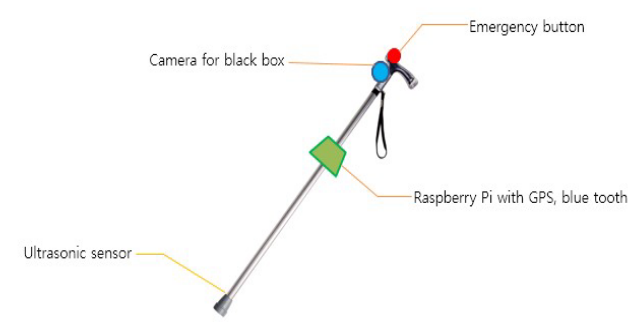 Emergency button
Camera for black box
Raspberry Pi with GPS, blue tooth
Ultrasonic sensor